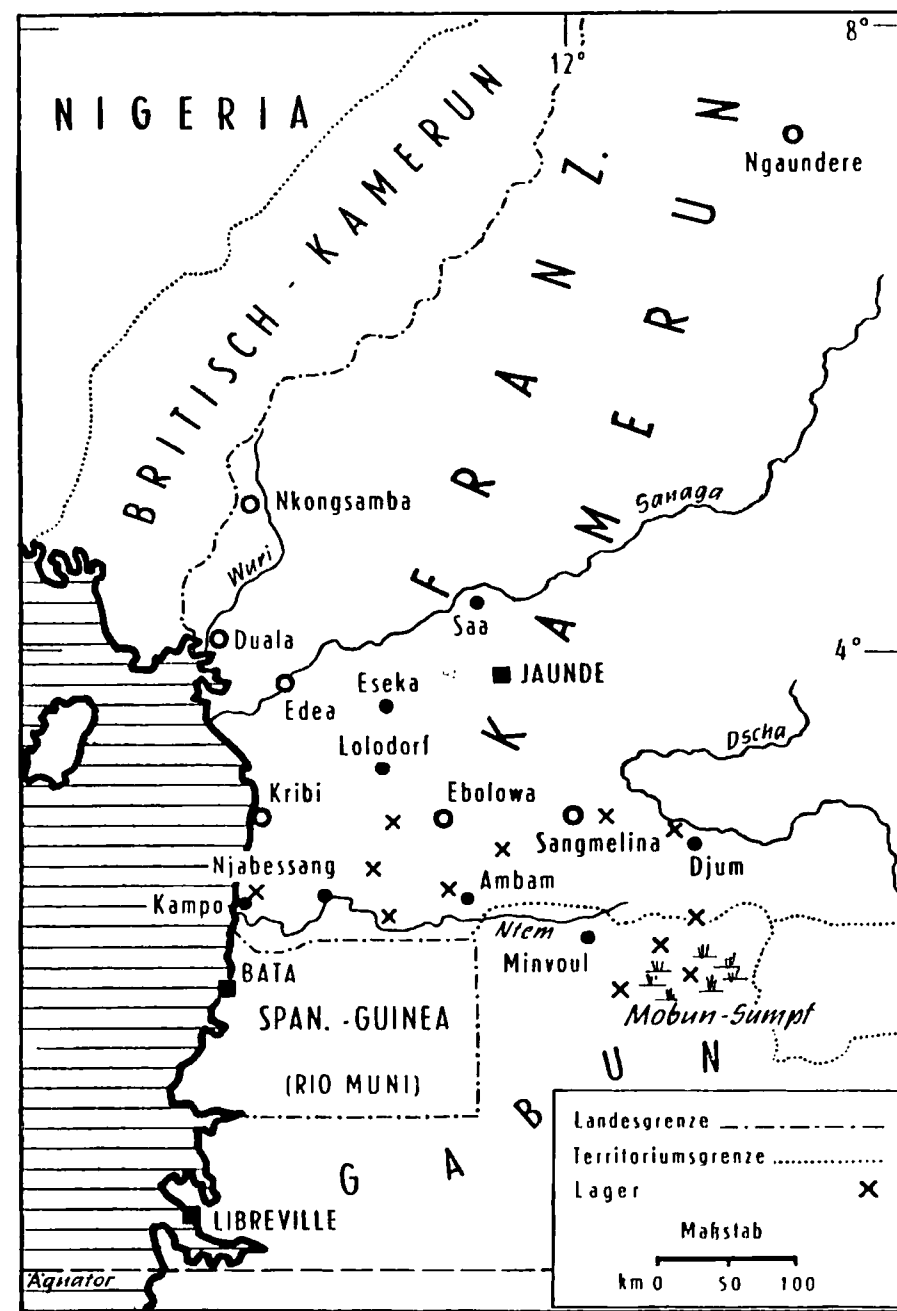 8°
12°
NIGERIA
BRITISCH-KAMERUN
FRANZ.
KAMERUN
Ngaundere
Nkongsamba
Wuri
Sanaga
Saa
Duala
4°
JAUNDE
Edea
Eseka
Lolodorf
Dscha
Kribi
Ebolowa
Sangmelina
Djum
Njabessang
Ambam
Kampo
Ntem
Minvoul
BATA
SPAN.-GUINEA
(RIO MUNI)
Mobun-Sumpf
GABUN
LIBREVILLE
Äquator
Landesgrenze
Territoriumsgrenze
Lager
Maßstab
km 0 50 100